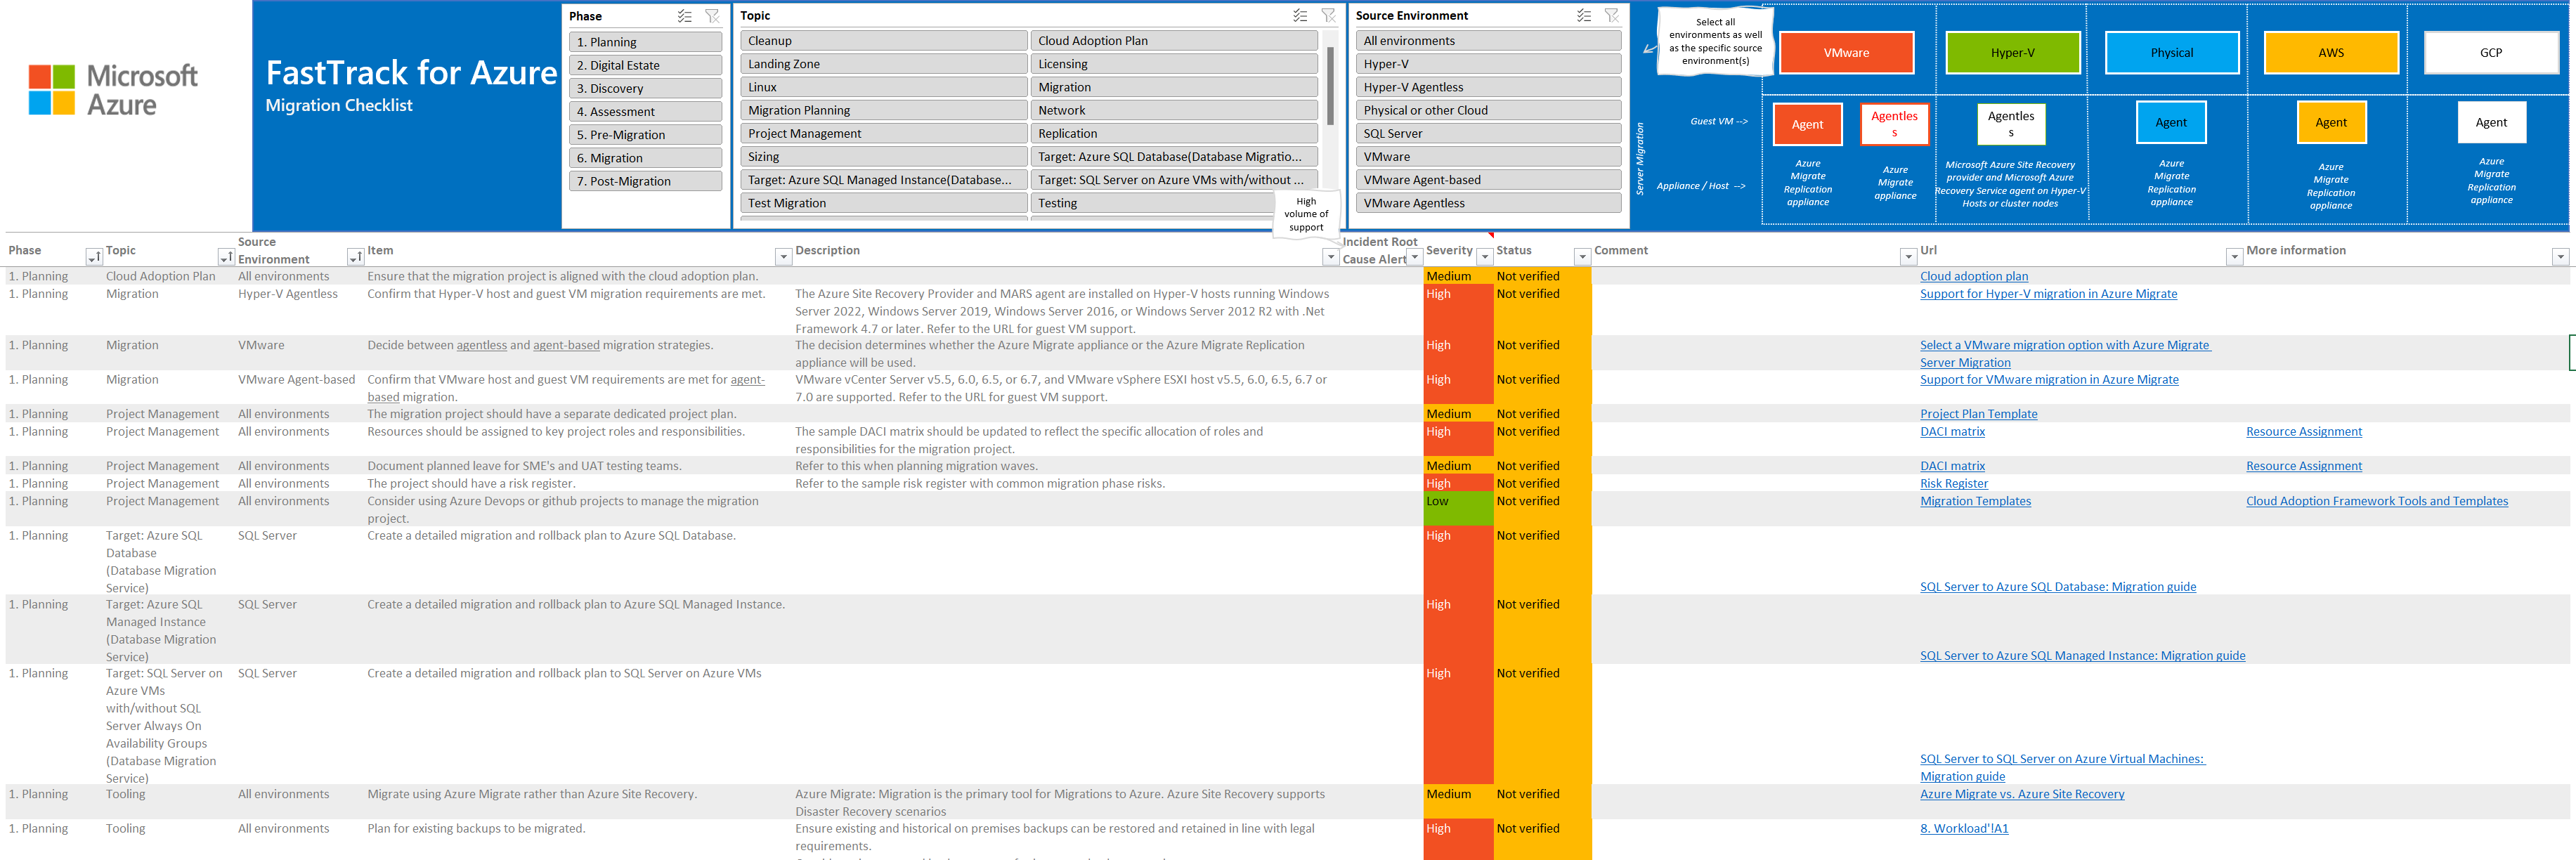 Microsoft
Azure
FastTrack for Azure
Migration Checklist
Phase
1. Planning
2. Digital Estate
3. Discovery
4. Assessment
5. Pre-Migration
6. Migration
7. Post-Migration
Topic
Cleanup
Cloud Adoption Plan
Landing Zone
Licensing
Linux
Migration
Migration Planning
Network
Project Management
Replication
Sizing
Target: Azure SQL Database(Database Migratio...
Target: Azure SQL Managed Instance(Database...
Target: SQL Server on Azure VMs with/without ...
Test Migration
Testing
High
volume of
support
Source Environment
All environments
Hyper-V
Hyper-V Agentless
Physical or other Cloud
SQL Server
VMware
VMware Agent-based
VMware Agentless
Select all
environments as well
as the specific source
environment(s)
Server Migration
Guest VM -->
Appliance / Host -->
VMware
Hyper-V
Physical
AWS
GCP
Agent
Agentles
s
Agentles
s
Agent
Agent
Agent
Azure
Migrate
Replication
appliance
Azure
Migrate
appliance
Microsoft Azure Site Recovery
provider and Microsoft Azure
Recovery Service agent on Hyper-V
Hosts or cluster nodes
Azure
Migrate
Replication
appliance
Azure
Migrate
Replication
appliance
Azure
Migrate
Replication
appliance
Phase
Topic
Source
Environment
Item
Description
Incident Root
Cause Alert
Severity
Status
Comment
Url
More information
1. Planning
Cloud Adoption Plan
All environments
Ensure that the migration project is aligned with the cloud adoption plan.
Medium
Not verified
Cloud adoption plan
1. Planning
Migration
Hyper-V Agentless
Confirm that Hyper-V host and guest VM migration requirements are met.
The Azure Site Recovery Provider and MARS agent are installed on Hyper-V hosts running Windows
Server 2022, Windows Server 2019, Windows Server 2016, or Windows Server 2012 R2 with .Net
Framework 4.7 or later. Refer to the URL for guest VM support.
High
Not verified
Support for Hyper-V migration in Azure Migrate
1. Planning
Migration
VMware
Decide between agentless and agent-based migration strategies.
The decision determines whether the Azure Migrate appliance or the Azure Migrate Replication
appliance will be used.
High
Not verified
Select a VMware migration option with Azure Migrate
Server Migration
1. Planning
Migration
VMware Agent-based
Confirm that VMware host and guest VM requirements are met for agent-
based migration.
VMware vCenter Server v5.5, 6.0, 6.5, or 6.7, and VMware vSphere ESXI host v5.5, 6.0, 6.5, 6.7 or
7.0 are supported. Refer to the URL for guest VM support.
High
Not verified
Support for VMware migration in Azure Migrate
1. Planning
Project Management
All environments
The migration project should have a separate dedicated project plan.
Medium
Not verified
Project Plan Template
1. Planning
Project Management
All environments
Resources should be assigned to key project roles and responsibilities.
The sample DACI matrix should be updated to reflect the specific allocation of roles and
responsibilities for the migration project.
High
Not verified
DACI matrix
Resource Assignment
1. Planning
Project Management
All environments
Document planned leave for SME's and UAT testing teams.
Refer to this when planning migration waves.
Medium
Not verified
DACI matrix
Resource Assignment
1. Planning
Project Management
All environments
The project should have a risk register.
Refer to the sample risk register with common migration phase risks.
High
Not verified
Risk Register
1. Planning
Project Management
All environments
Consider using Azure Devops or github projects to manage the migration
project.
Low
Not verified
Migration Templates
Cloud Adoption Framework Tools and Templates
1. Planning
Target: Azure SQL
Database
(Database Migration
Service)
SQL Server
Create a detailed migration and rollback plan to Azure SQL Database.
High
Not verified
SQL Server to Azure SQL Database: Migration guide
1. Planning
Target: Azure SQL
Managed Instance
(Database Migration
Service)
SQL Server
Create a detailed migration and rollback plan to Azure SQL Managed Instance.
High
Not verified
SQL Server to Azure SQL Managed Instance: Migration guide
1. Planning
Target: SQL Server on
Azure VMs
with/without SQL
Server Always On
Availability Groups
(Database Migration
Service)
SQL Server
Create a detailed migration and rollback plan to SQL Server on Azure VMs
High
Not verified
SQL Server to SQL Server on Azure Virtual Machines:
Migration guide
1. Planning
Tooling
All environments
Migrate using Azure Migrate rather than Azure Site Recovery.
Azure Migrate: Migration is the primary tool for Migrations to Azure. Azure Site Recovery supports
Disaster Recovery scenarios
Medium
Not verified
Azure Migrate vs. Azure Site Recovery
1. Planning
Tooling
All environments
Plan for existing backups to be migrated.
Ensure existing and historical on premises backups can be restored and retained in line with legal
requirements.
High
Not verified
8. Workload'!A1